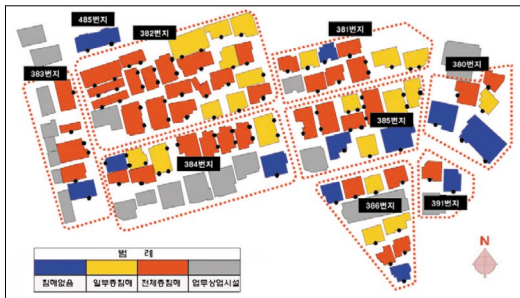 485번지
382번지
381번지
383번지
380번지
385번지
384번지
386번지
391번지
범 례
침해없음 일부층침해 전체층침해 업무상업시설
N